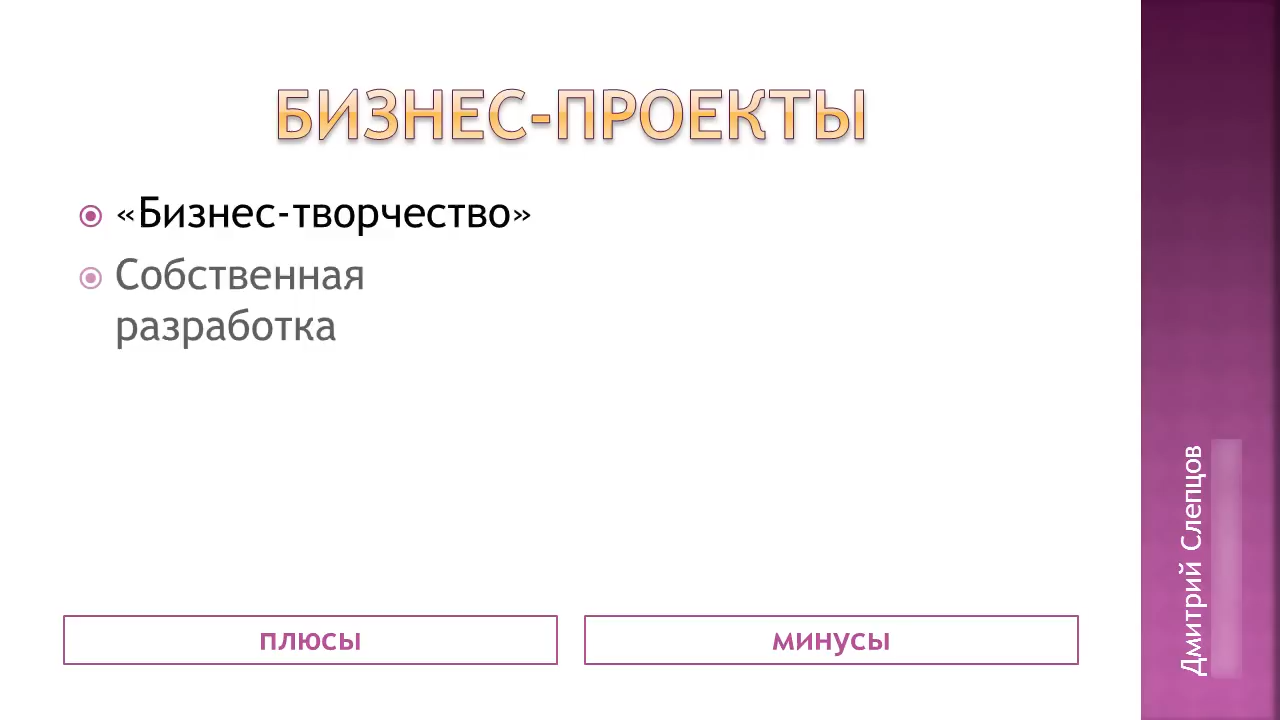 БИЗНЕС-ПРОЕКТЫ
«Бизнес-творчество»
Собственная
разработка
плюсы
минусы
Дмитрий Слепцов